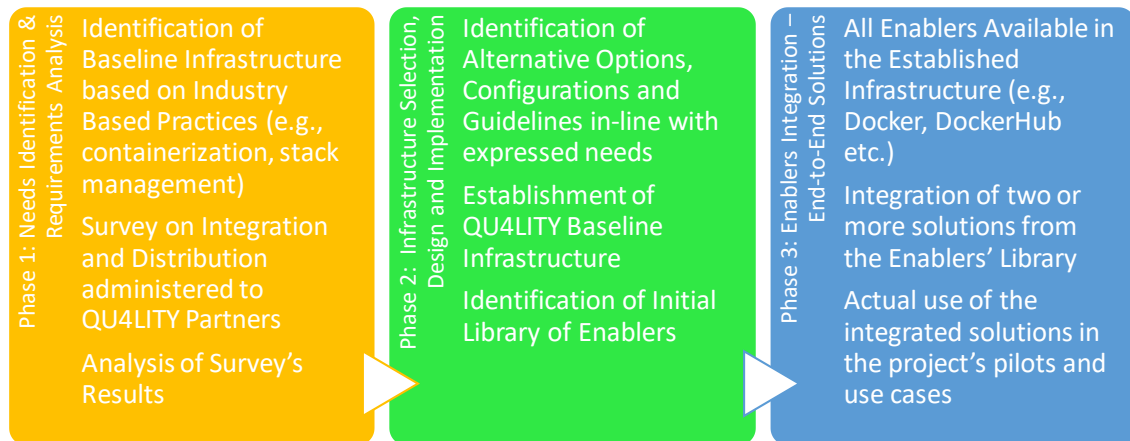 Phase 1: Needs Identification &
Requirements Analysis
Identification of
Baseline Infrastructure
based on Industry
Based Practices (e.g.,
containerization, stack
management)
Survey on Integration
and Distribution
administered to
QU4LITY Partners
Analysis of Survey's
Results
Phase 2: Infrastructure Selection,
Design and Implementation
Identification of
Alternative Options,
Configurations and
Guidelines in-line with
expressed needs
Establishment of
QU4LITY Baseline
Infrastructure
Identification of Initial
Library of Enablers
Phase 3: Enablers Integration –
End-to-End Solutions
All Enablers Available in
the Established
Infrastructure (e.g.,
Docker, DockerHub
etc.)
Integration of two or
more solutions from
the Enablers' Library
Actual use of the
integrated solutions in
the project's pilots and
use cases